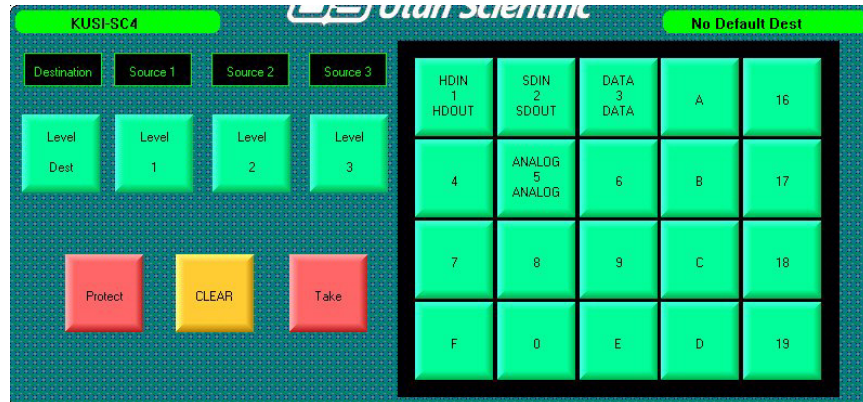 KUSI-SC4
Utah Scientific
No Default Dest
Destination
Source 1
Source 2
Source 3
Level
Dest
Level
1
Level
2
Level
3
Protect
CLEAR
Take
HDIN
1
HDOUT
SDIN
2
SDOUT
DATA
3
DATA
A
16
4
ANALOG
5
ANALOG
6
B
17
7
8
9
C
18
F
0
E
D
19